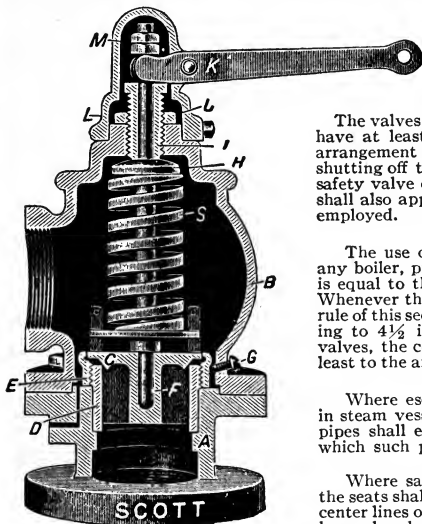 M
K
L
J
I
H
S
B
C
G
E
F
D
A
SCOTT
The valves
have at least
arrangement
shutting off t
safety valve
shall also app
employed.
The use
any boiler, p
is equal to th
Whenever th
rule of this se
ing to 4½ i
valves, the c
least to the a
Where es
in steam vess
pipes shall e
which such p
Where sa
the seats shal
center lines o